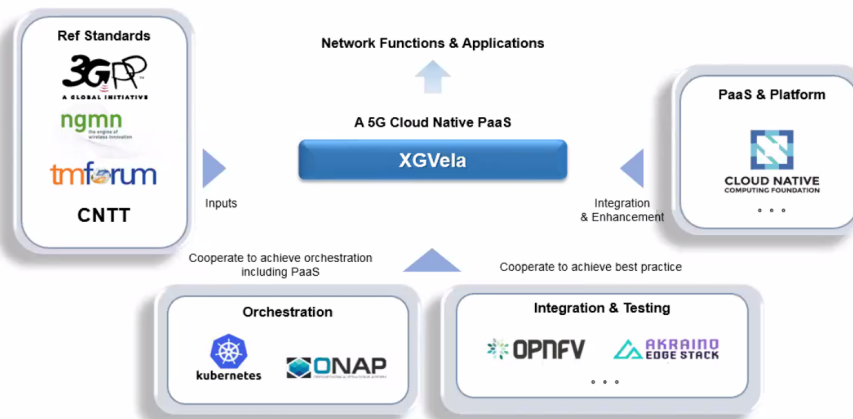 Ref Standards
3GPP
A GLOBAL INITIATIVE
ngmn
the engine of
wireless innovation
tmforum
CNTT
Inputs
Network Functions & Applications
A 5G Cloud Native PaaS
XGVela
Integration
& Enhancement
PaaS & Platform
CLOUD NATIVE
COMPUTING FOUNDATION
Cooperate to achieve orchestration
including PaaS
Orchestration
kubernetes
ONAP
Cooperate to achieve best practice
Integration & Testing
OPNFV
AKRAINO
EDGE STACK